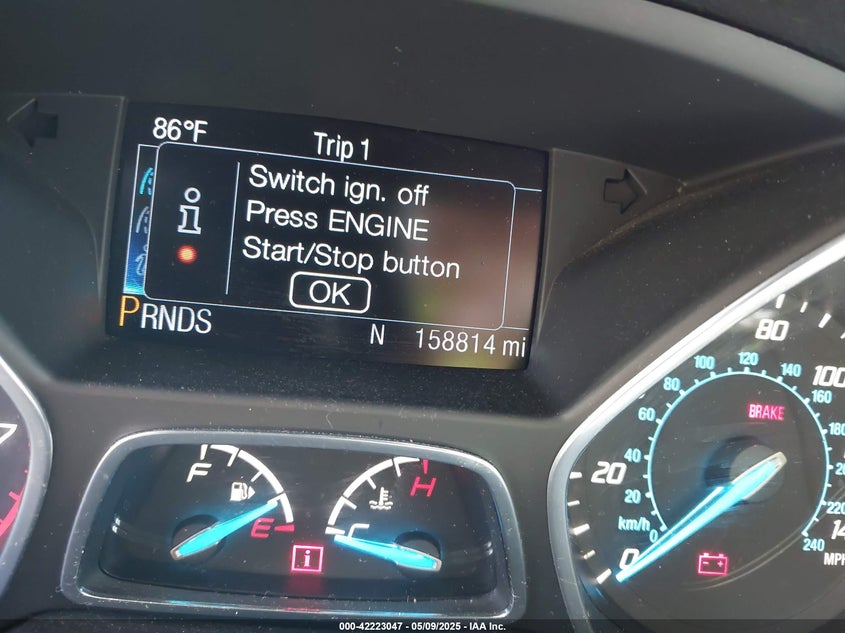 86°F
Trip 1
Switch ign. off
Press ENGINE
Start/Stop button
OK
PRNDS
N
158814 mi
F
E
H
C
i
BRAKE
0
20
80
100
km/h
0
20
40
60
80
100
120
140
160
220
240
MPH
000-42223047 - 05/09/2025 - IAA Inc.